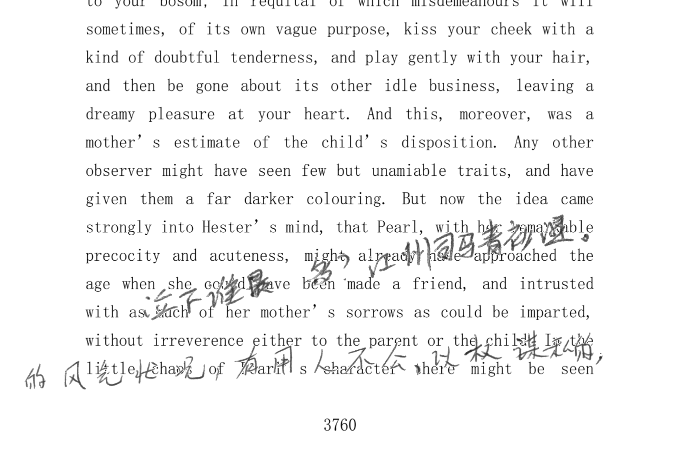 to your bosom, in requital of which misdemeanours it will
sometimes, of its own vague purpose, kiss your cheek with a
kind of doubtful tenderness, and play gently with your hair,
and then be gone about its other idle business, leaving a
dreamy pleasure at your heart. And this, moreover, was a
mother's estimate of the child's disposition. Any other
observer might have seen few but unamiable traits, and have
given them a far darker colouring. But now the idea came
strongly into Hester's mind, that Pearl, with her remarkable
precocity and acuteness, might already have approached the
age when she could have been made a friend, and intrusted
with as much of her mother's sorrows as could be imparted,
without irreverence either to the parent or the child. In the
little chaos of Pearl's character there might be seen
泣下谁最多？江州司马青衫湿。
的风气状况，有用人不公、以权谋私的，
3760